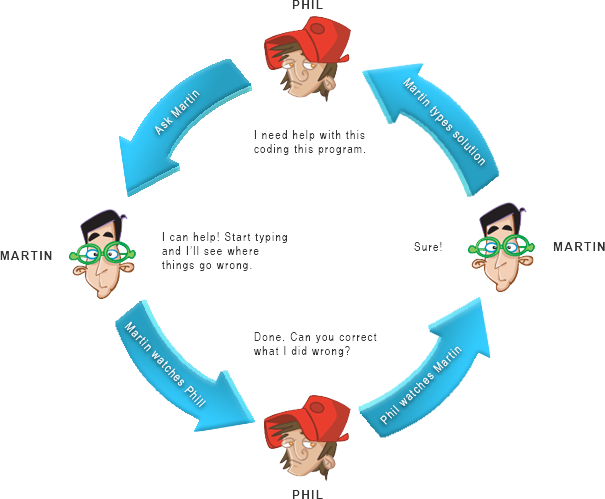 PHIL
Ask Martin
Martin types solution
I need help with this
coding this program.
MARTIN
I can help! Start typing
and I'll see where
things go wrong.
Sure!
MARTIN
Martin watches Phill
Done. Can you correct
what I did wrong?
Phil watches Martin
PHIL